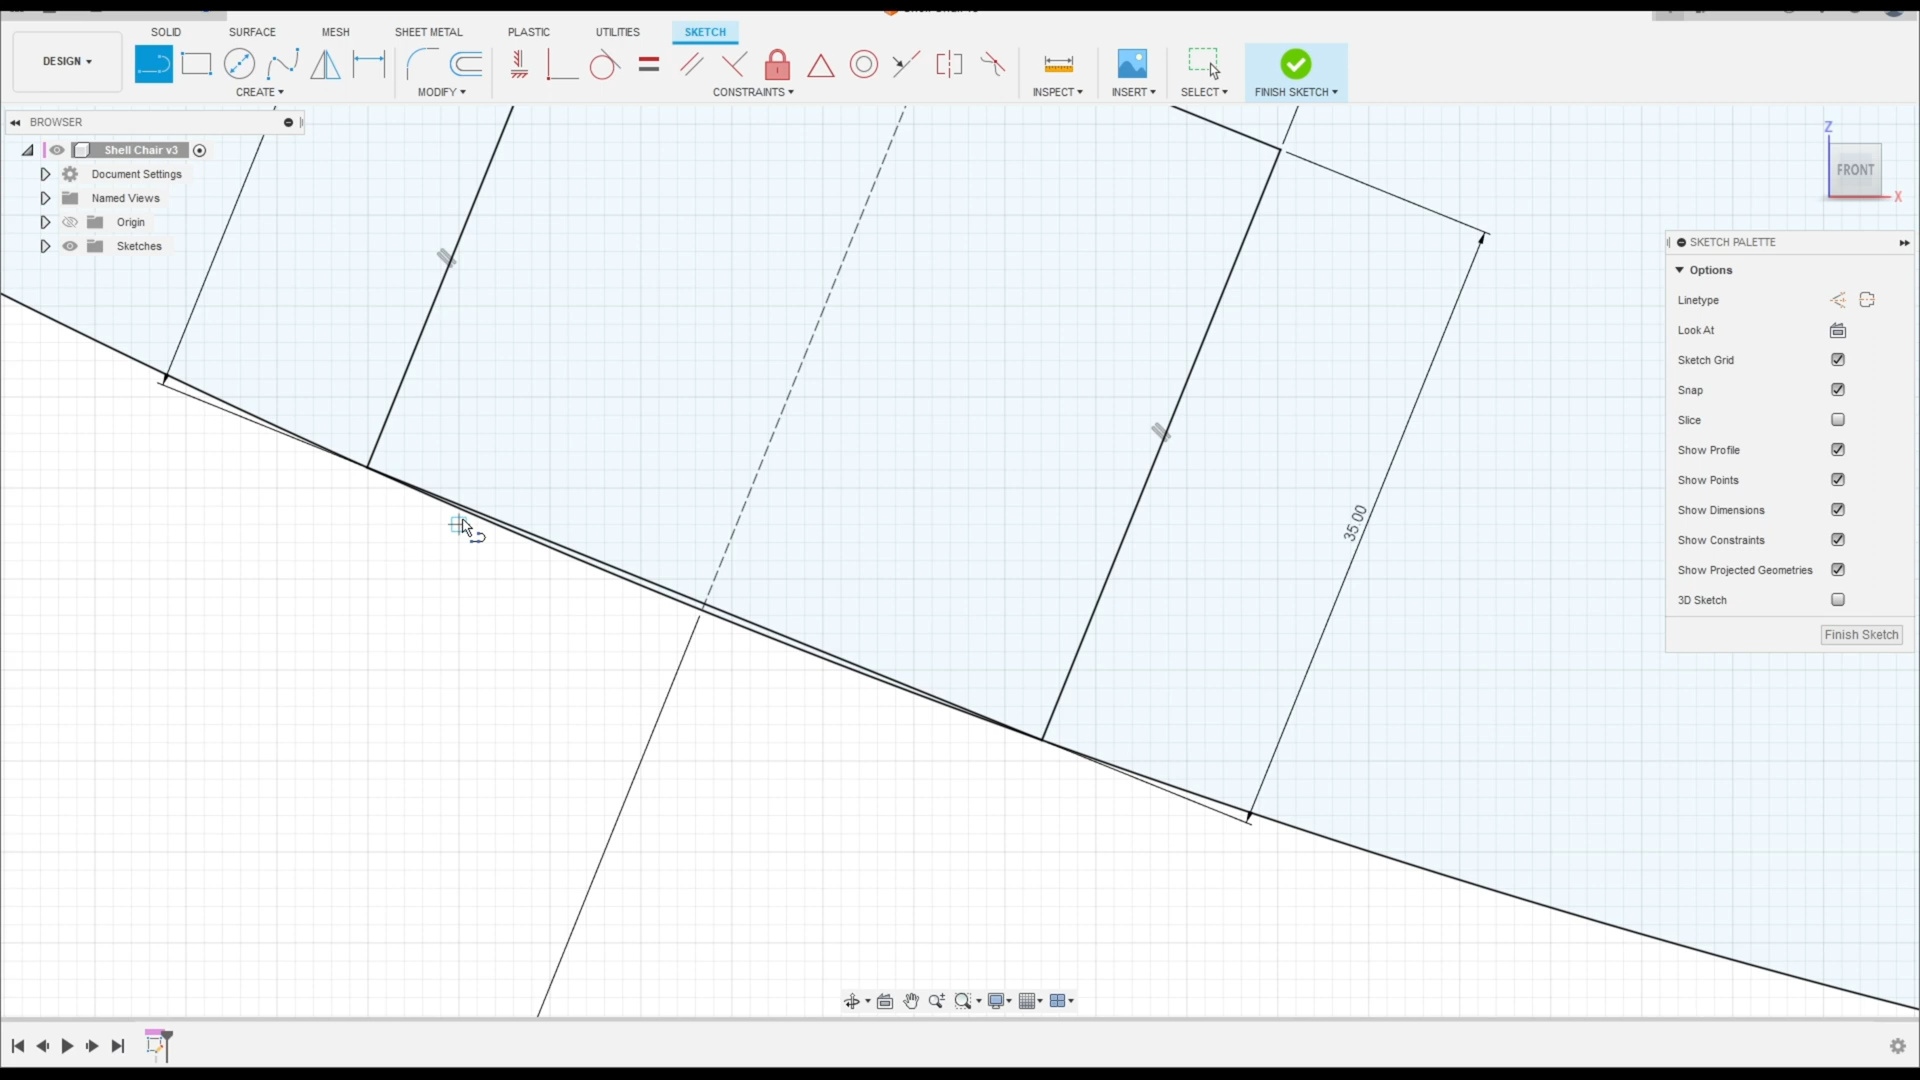 SOLID
SURFACE
MESH
SHEET METAL
PLASTIC
UTILITIES
SKETCH
DESIGN
CREATE
MODIFY
CONSTRAINTS
INSPECT
INSERT
SELECT
FINISH SKETCH
BROWSER
Shell Chair v3
Document Settings
Named Views
Origin
Sketches
Z
FRONT
X
SKETCH PALETTE
Options
Linetype
Look At
Sketch Grid
Snap
Slice
Show Profile
Show Points
Show Dimensions
Show Constraints
Show Projected Geometries
3D Sketch
Finish Sketch
35.00